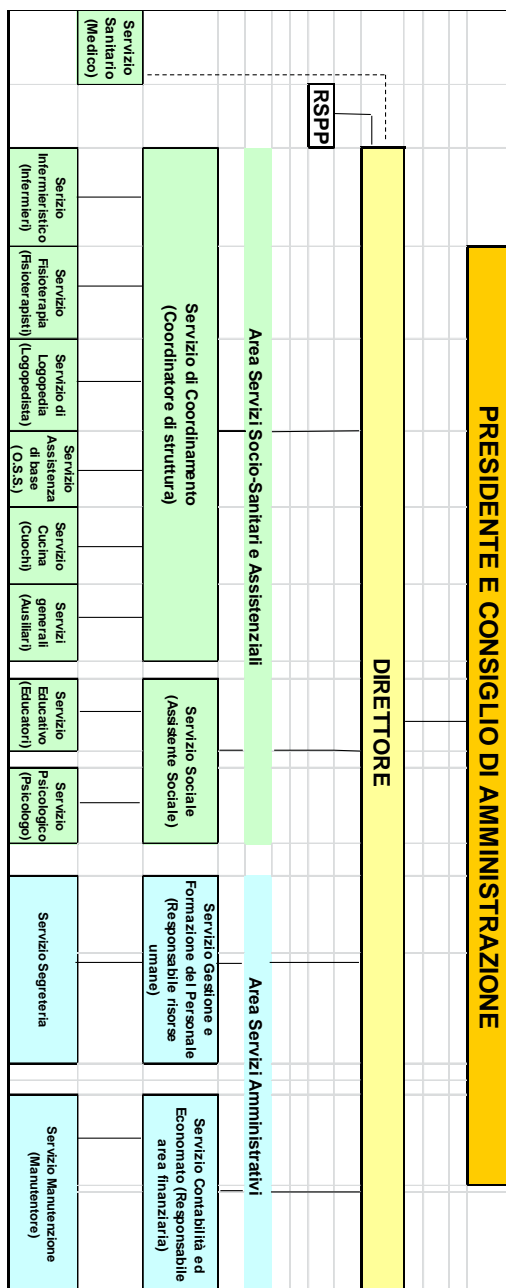 PRESIDENTE E CONSIGLIO DI AMMINISTRAZIONE
DIRETTORE
RSPP
Servizio
Sanitario
(Medico)
Area Servizi Socio-Sanitari e Assistenziali
Area Servizi Amministrativi
Servizio di Coordinamento
(Coordinatore di struttura)
Servizio Sociale
(Assistente Sociale)
Servizio Gestione e
Formazione del Personale
(Responsabile risorse
umane)
Servizio Contabilità ed
Economato (Responsabile
area finanziaria)
Serizio
Infermieristico
(Infermieri)
Servizio
Fisioterapia
(Fisioterapisti)
Servizio di
Logopedia
(Logopedista)
Servizio
Assistenza
di base
(O.S.S.)
Servizio
Cucina
(Cuochi)
Servizi
generali
(Ausiliari)
Servizio
Educativo
(Educatori)
Servizio
Psicologico
(Psicologo)
Servizio Segreteria
Servizio Manutenzione
(Manutentore)